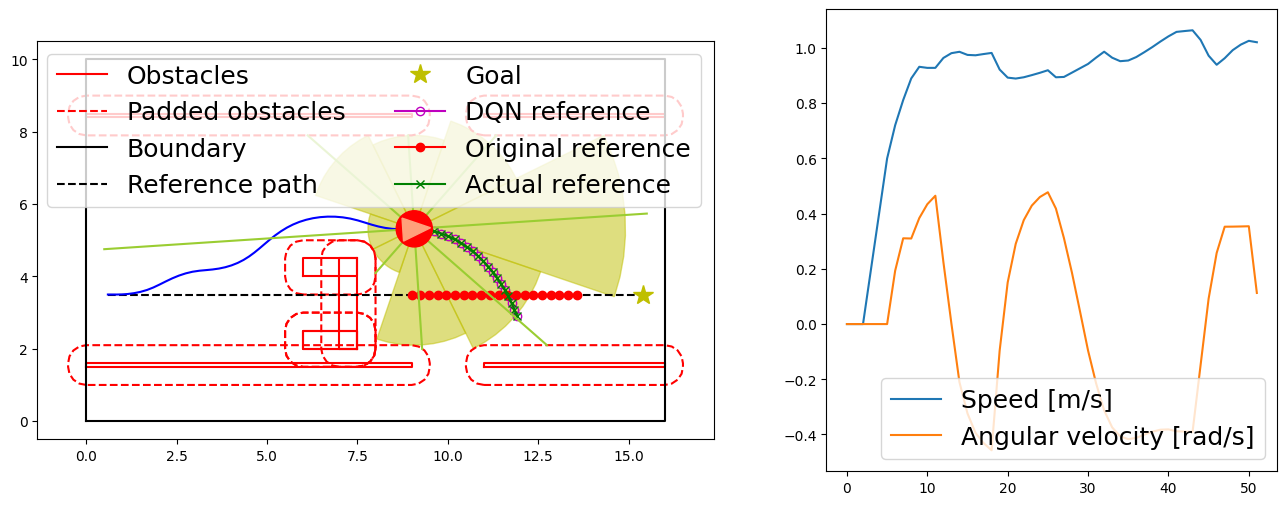 Obstacles
Padded obstacles
Boundary
Reference path
Goal
DQN reference
Original reference
Actual reference
10
8
6
4
2
0
0.0 2.5 5.0 7.5 10.0 12.5 15.0
1.0
0.8
0.6
0.4
0.2
0.0
−0.2
−0.4
Speed [m/s]
Angular velocity [rad/s]
0 10 20 30 40 50